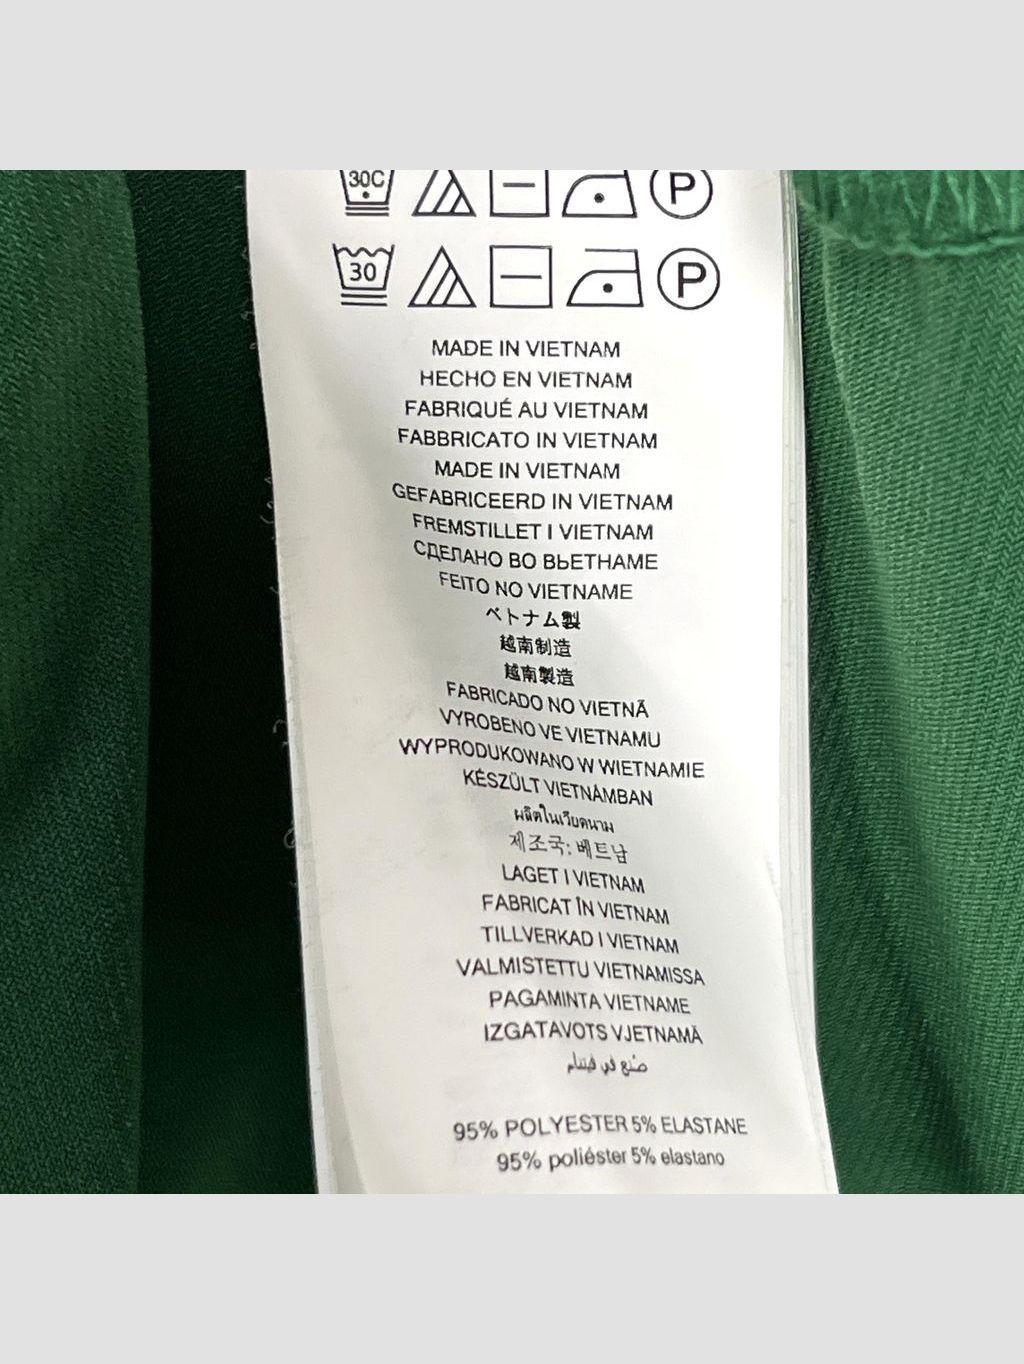 30C P
30 P
MADE IN VIETNAM
HECHO EN VIETNAM
FABRIQUÉ AU VIETNAM
FABBRICATO IN VIETNAM
MADE IN VIETNAM
GEFABRICEERD IN VIETNAM
FREMSTILLET I VIETNAM
СДЕЛАНО ВО ВЬЕТНАМЕ
FEITO NO VIETNAME
ベトナム製
越南制造
越南製造
FABRICADO NO VIETNÃ
VYROBENO VE VIETNAMU
WYPRODUKOWANO W WIETNAMIE
KÉSZÜLT VIETNÁMBAN
ผลิตในเวียดนาม
제조국: 베트남
LAGET I VIETNAM
FABRICAT ÎN VIETNAM
TILLVERKAD I VIETNAM
VALMISTETTU VIETNAMISSA
PAGAMINTA VIETNAME
IZGATAVOTS VJETNAMĀ
صُنع في فيتنام
95% POLYESTER 5% ELASTANE
95% poliéster 5% elastano